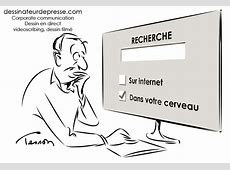 dessinateurdepresse.com
Corporate communication
Dessin en direct
videoscribing, dessin filmé
RECHERCHE
Sur Internet
Dans votre cerveau